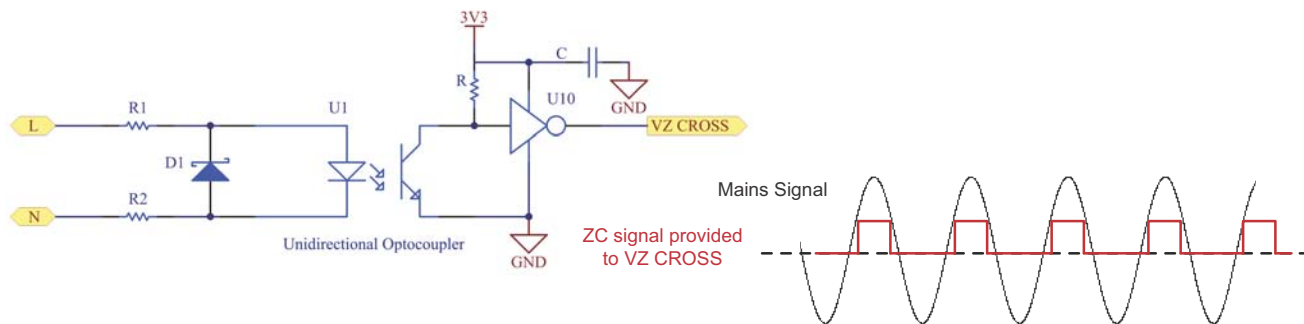 3V3
C
R
GND
U10
L
R1
U1
VZ CROSS
D1
N
R2
Unidirectional Optocoupler
GND
Mains Signal
ZC signal provided
to VZ CROSS